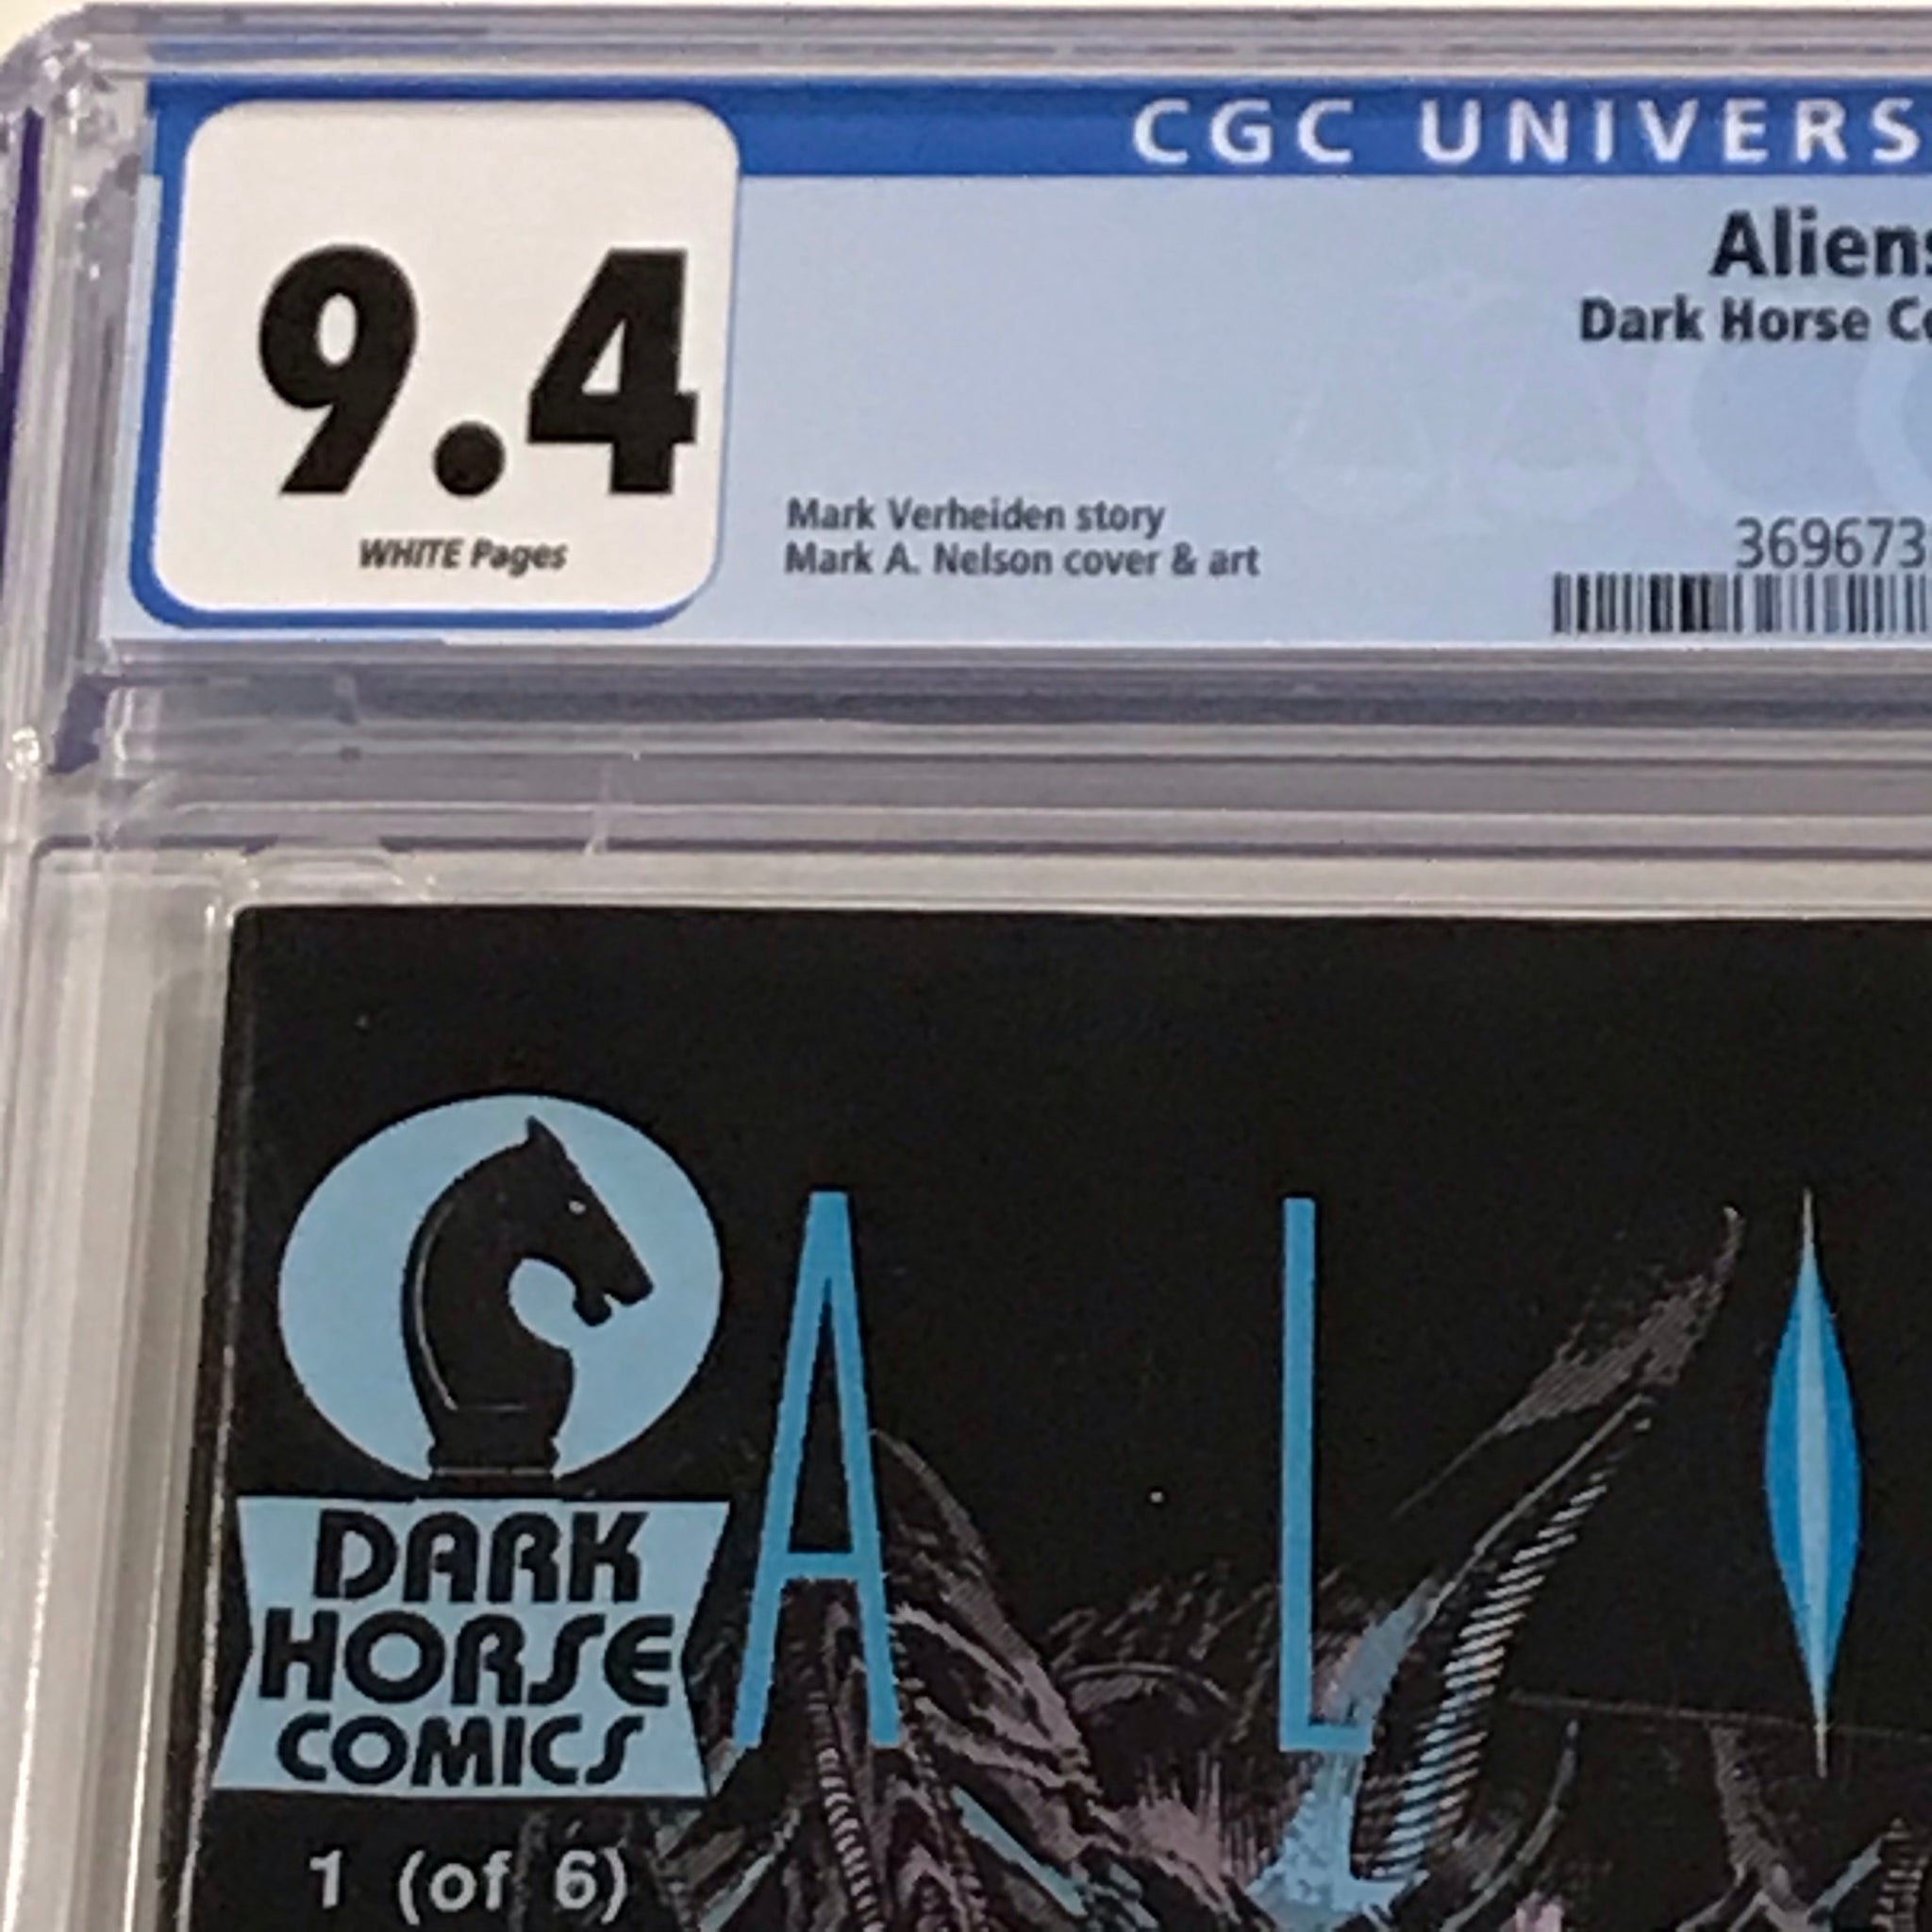 CGC UNIVERS
9.4
WHITE Pages
Aliens
Dark Horse Co
Mark Verheiden story
Mark A. Nelson cover & art
369673
A L I
DARK
HORSE
COMICS
1 (of 6)